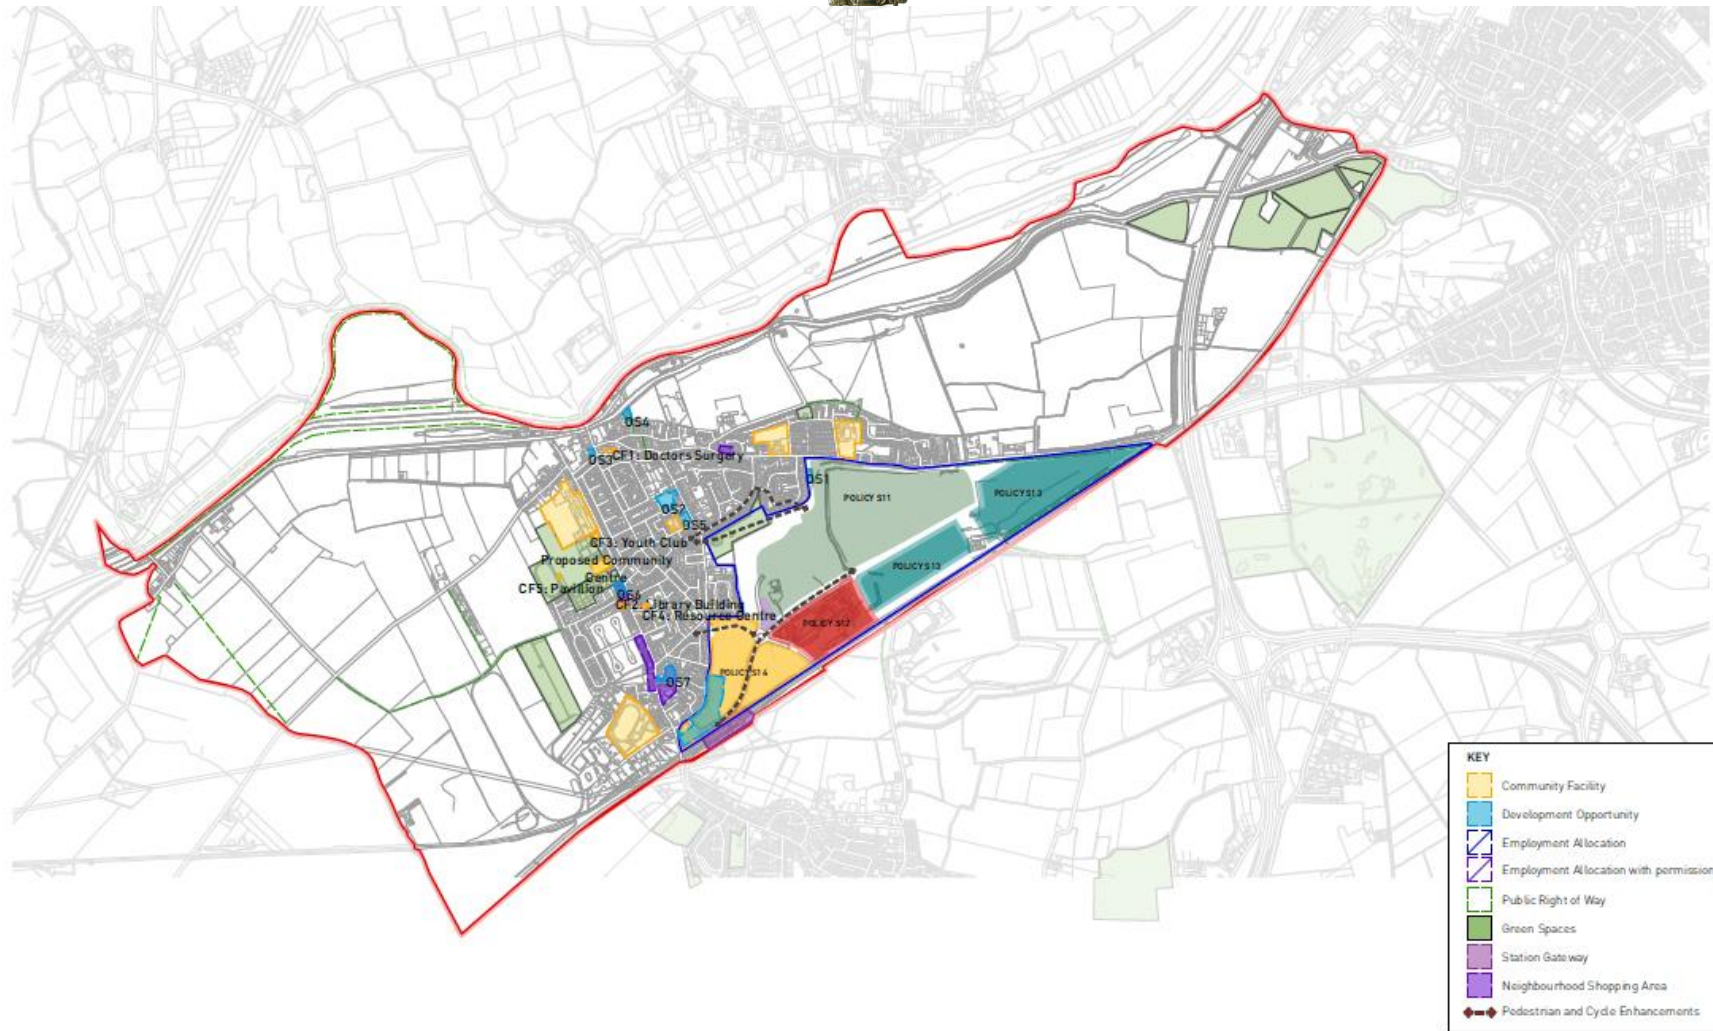 OS4
OS3
CF1: Doctors Surgery
OS1
POLICY S11
POLICY S13
OS2
OS5
CF3: Youth Club
Proposed Community
Centre
CF5: Pavillion
POLICY S13
OS6
CF2: Library Building
CF4: Resource Centre
POLICY S12
POLICY S14
OS7
KEY
Community Facility
Development Opportunity
Employment Allocation
Employment Allocation with permission
Public Right of Way
Green Spaces
Station Gateway
Neighbourhood Shopping Area
Pedestrian and Cycle Enhancements